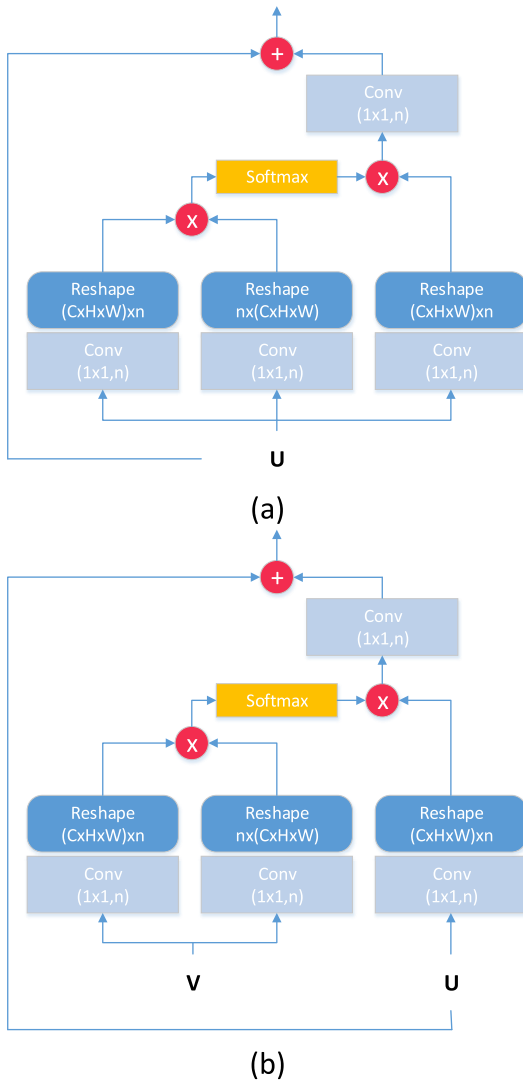 +
Conv
(1x1,n)
Softmax
X
X
Reshape
(CxHxW)xn
Reshape
nx(CxHxW)
Reshape
(CxHxW)xn
Conv
(1x1,n)
Conv
(1x1,n)
Conv
(1x1,n)
U
(a)
+
Conv
(1x1,n)
Softmax
X
X
Reshape
(CxHxW)xn
Reshape
nx(CxHxW)
Reshape
(CxHxW)xn
Conv
(1x1,n)
Conv
(1x1,n)
Conv
(1x1,n)
V
U
(b)